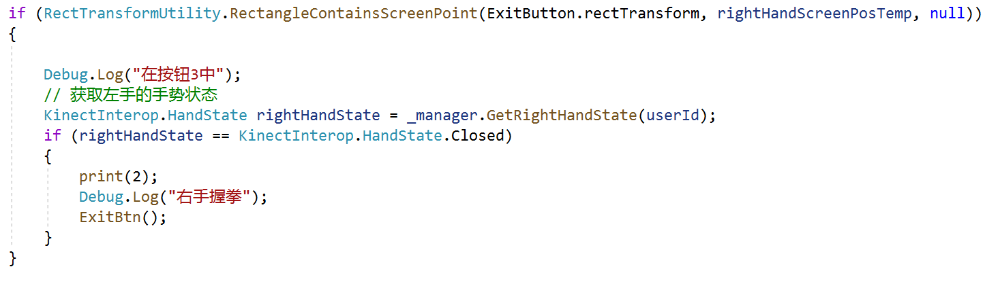 if (RectTransformUtility.RectangleContainsScreenPoint(ExitButton.rectTransform, rightHandScreenPosTemp, null))
{
Debug.Log("在按钮3中");
// 获取左手的手势状态
KinectInterop.HandState rightHandState = _manager.GetRightHandState(userId);
if (rightHandState == KinectInterop.HandState.Closed)
{
print(2);
Debug.Log("右手握拳");
ExitBtn();
}
}